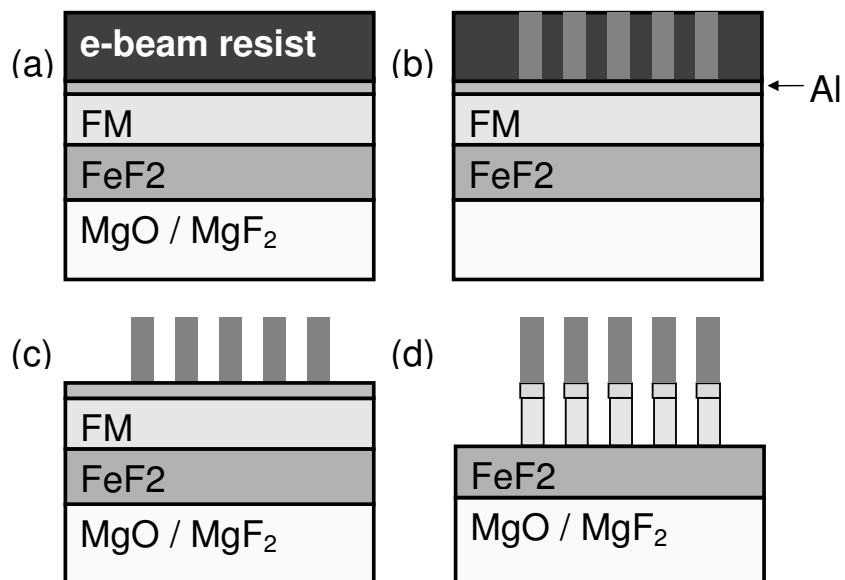 (a)
e-beam resist
FM
FeF2
MgO / MgF₂
(b)
Al
FM
FeF2
(c)
FM
FeF2
MgO / MgF₂
(d)
FeF2
MgO / MgF₂